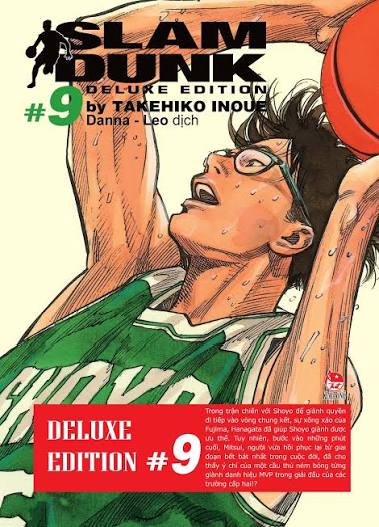 SLAM
DUNK
DELUXE EDITION
#9
by TAKEHIKO INOUE
Danna - Leo dịch
SHOYO
DELUXE
EDITION #9
Trong trận chiến với Shoyo để giành quyền
đi tiếp vào vòng chung kết, sự xông xáo của
Fujima, Hanagata đã giúp Shoyo giành được
ưu thế. Tuy nhiên, bước vào những phút
cuối, Mitsui, người vừa hồi phục lại từ giai
đoạn bết bát nhất trong cuộc đời, đã cho
thấy ý chí của một cầu thủ ném bóng từng
giành danh hiệu MVP trong giải đấu của các
trường cấp hai!?